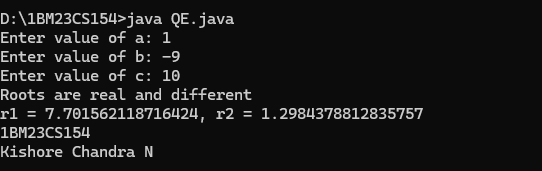 D:\1BM23CS154>java QE.java
Enter value of a: 1
Enter value of b: -9
Enter value of c: 10
Roots are real and different
r1 = 7.701562118716424, r2 = 1.2984378812835757
1BM23CS154
Kishore Chandra N